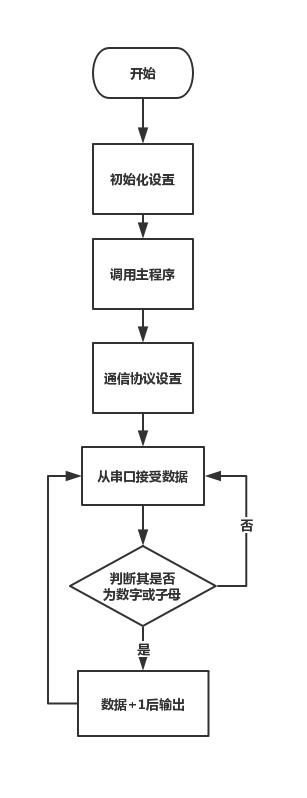 开始
初始化设置
调用主程序
通信协议设置
从串口接受数据
否
判断其是否
为数字或子母
是
数据+1后输出